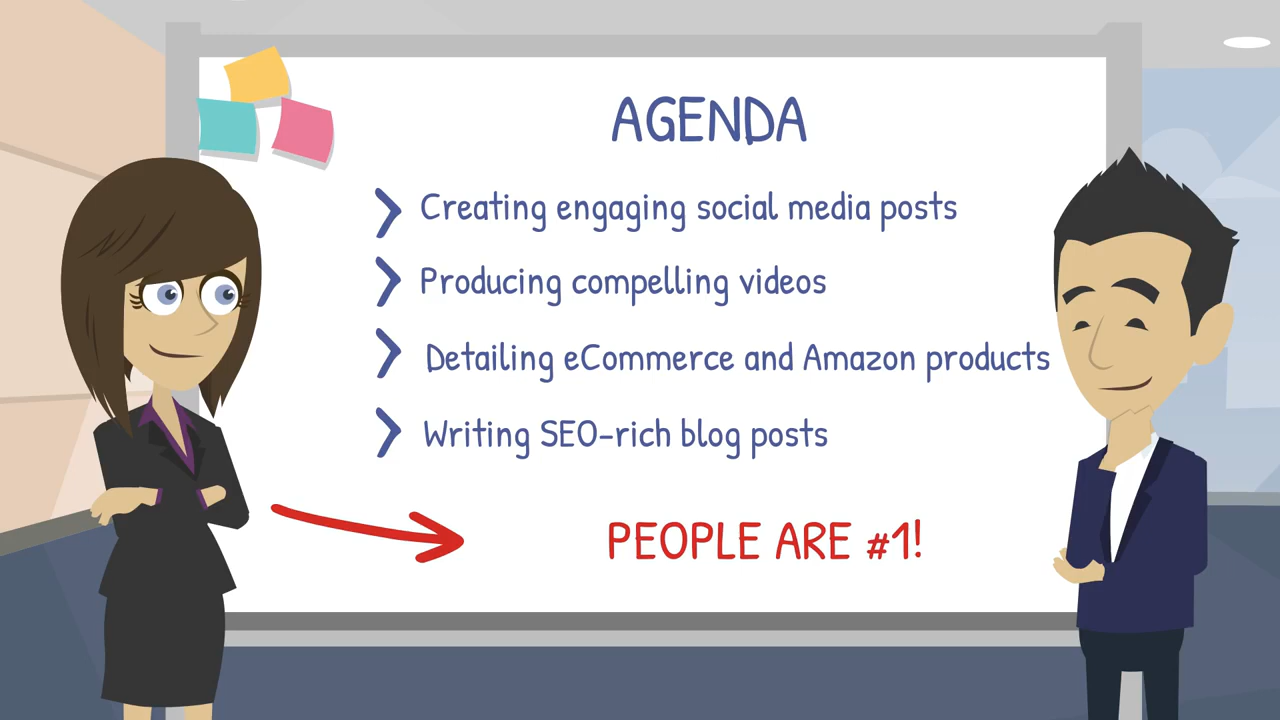 AGENDA
Creating engaging social media posts
Producing compelling videos
Detailing eCommerce and Amazon products
Writing SEO-rich blog posts
PEOPLE ARE #1!